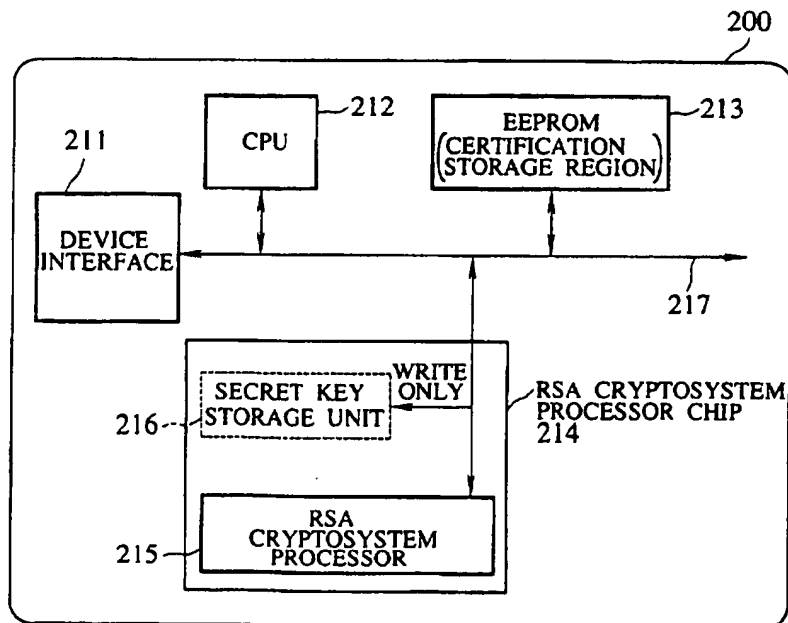 200
212
CPU
213
EEPROM
(CERTIFICATION
STORAGE REGION)
211
DEVICE
INTERFACE
217
WRITE
ONLY
SECRET KEY
STORAGE UNIT
216
RSA CRYPTOSYSTEM
PROCESSOR CHIP
214
RSA
CRYPTOSYSTEM
PROCESSOR
215